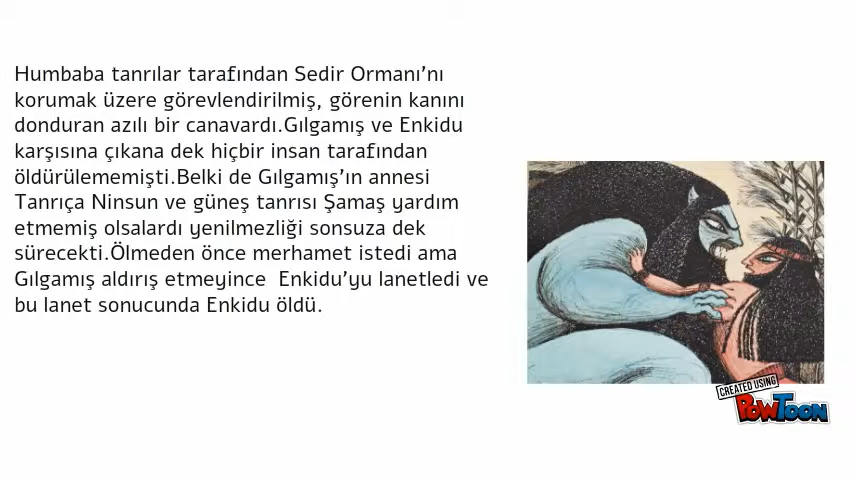 Humbaba tanrılar tarafından Sedir Ormanı’nı
korumak üzere görevlendirilmiş, görenin kanını
donduran azılı bir canavardı.Gılgamış ve Enkidu
karşısına çıkana dek hiçbir insan tarafından
öldürülememişti.Belki de Gılgamış’ın annesi
Tanrıça Ninsun ve güneş tanrısı Şamaş yardım
etmemiş olsalardı yenilmezliği sonsuza dek
sürecekti.Ölmeden önce merhamet istedi ama
Gılgamış aldırış etmeyince  Enkidu’yu lanetledi ve
bu lanet sonucunda Enkidu öldü.
CREATED USING
POWTOON